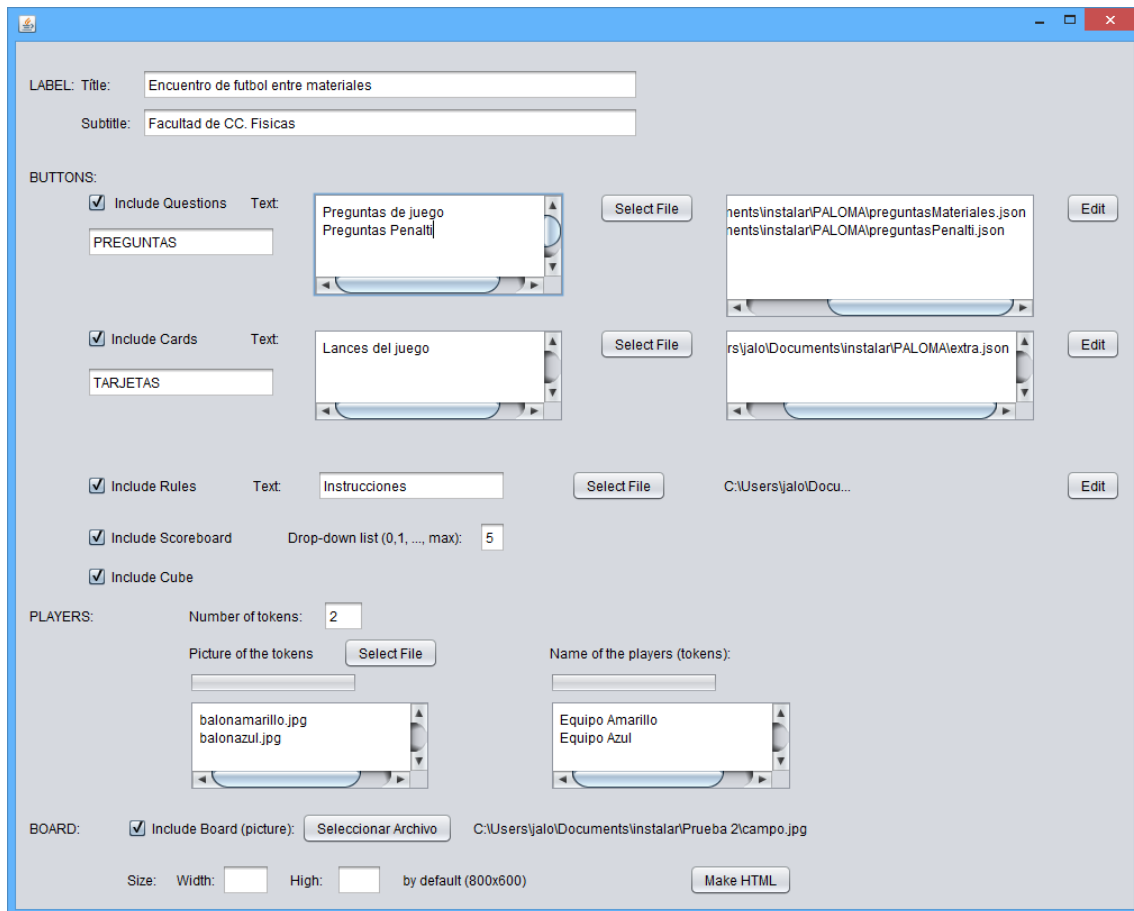 LABEL: Títle: Encuentro de futbol entre materiales
Subtitle: Facultad de CC. Fisicas
BUTTONS:
Include Questions Text: Preguntas de juego
Preguntas Penalti
Select File
ments\instalar\PALOMA\preguntasMateriales.json
ments\instalar\PALOMA\preguntasPenalti.json
Edit
PREGUNTAS
Include Cards Text: Lances del juego
Select File
rs\jalo\Documents\instalar\PALOMA\extra.json
Edit
TARJETAS
Include Rules Text: Instrucciones Select File C:\Users\jalo\Docu... Edit
Include Scoreboard Drop-down list (0,1, ..., max): 5
Include Cube
PLAYERS: Number of tokens: 2
Picture of the tokens Select File Name of the players (tokens):
balonamarillo.jpg
balonazul.jpg
Equipo Amarillo
Equipo Azul
BOARD: Include Board (picture): Seleccionar Archivo C:\Users\jalo\Documents\instalar\Prueba 2\campo.jpg
Size: Width: High: by default (800x600) Make HTML